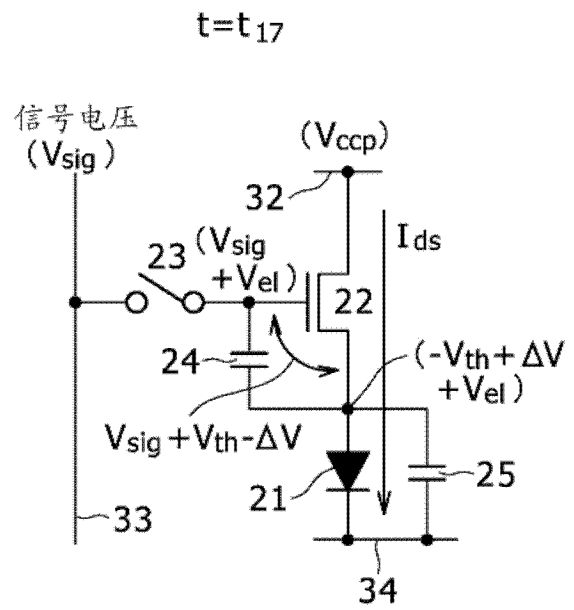 t=t17
信号电压
(Vsig)
(Vccp)
32
Ids
23
(Vsig
+Vel)
22
24
(-Vth+ΔV
+Vel)
Vsig+Vth-ΔV
21
25
33
34